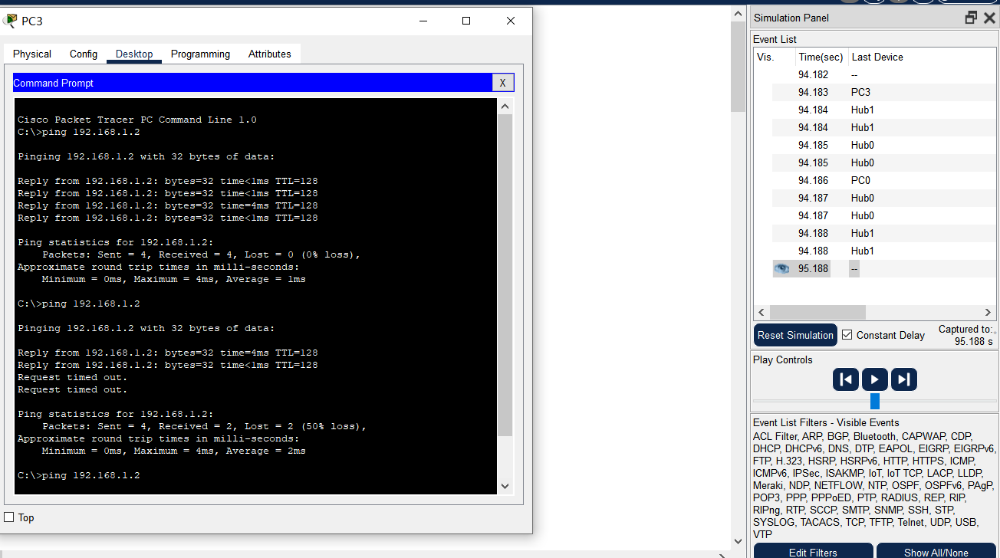 PC3
Physical Config Desktop Programming Attributes
Command Prompt X
Cisco Packet Tracer PC Command Line 1.0
C:\>ping 192.168.1.2
Pinging 192.168.1.2 with 32 bytes of data:
Reply from 192.168.1.2: bytes=32 time<1ms TTL=128
Reply from 192.168.1.2: bytes=32 time<1ms TTL=128
Reply from 192.168.1.2: bytes=32 time=4ms TTL=128
Reply from 192.168.1.2: bytes=32 time<1ms TTL=128
Ping statistics for 192.168.1.2:
Packets: Sent = 4, Received = 4, Lost = 0 (0% loss),
Approximate round trip times in milli-seconds:
Minimum = 0ms, Maximum = 4ms, Average = 1ms
C:\>ping 192.168.1.2
Pinging 192.168.1.2 with 32 bytes of data:
Reply from 192.168.1.2: bytes=32 time=4ms TTL=128
Reply from 192.168.1.2: bytes=32 time<1ms TTL=128
Request timed out.
Request timed out.
Ping statistics for 192.168.1.2:
Packets: Sent = 4, Received = 2, Lost = 2 (50% loss),
Approximate round trip times in milli-seconds:
Minimum = 0ms, Maximum = 4ms, Average = 2ms
C:\>ping 192.168.1.2
Top
Simulation Panel
Event List
Vis. Time(sec) Last Device
94.182 --
94.183 PC3
94.184 Hub1
94.184 Hub1
94.185 Hub0
94.185 Hub0
94.186 PC0
94.187 Hub0
94.187 Hub0
94.188 Hub1
94.188 Hub1
95.188 --
Reset Simulation Constant Delay Captured to:
95.188 s
Play Controls
Event List Filters - Visible Events
ACL Filter, ARP, BGP, Bluetooth, CAPWAP, CDP,
DHCP, DHCPv6, DNS, DTP, EAPOL, EIGRP, EIGRPv6,
FTP, H.323, HSRP, HSRPv6, HTTP, HTTPS, ICMP,
ICMPv6, IPSec, ISAKMP, IoT, IoT TCP, LACP, LLDP,
Meraki, NDP, NETFLOW, NTP, OSPF, OSPFv6, PAgP,
POP3, PPP, PPPoED, PTP, RADIUS, REP, RIP,
RIPng, RTP, SCCP, SMTP, SNMP, SSH, STP,
SYSLOG, TACACS, TCP, TFTP, Telnet, UDP, USB,
VTP
Edit Filters Show All/None